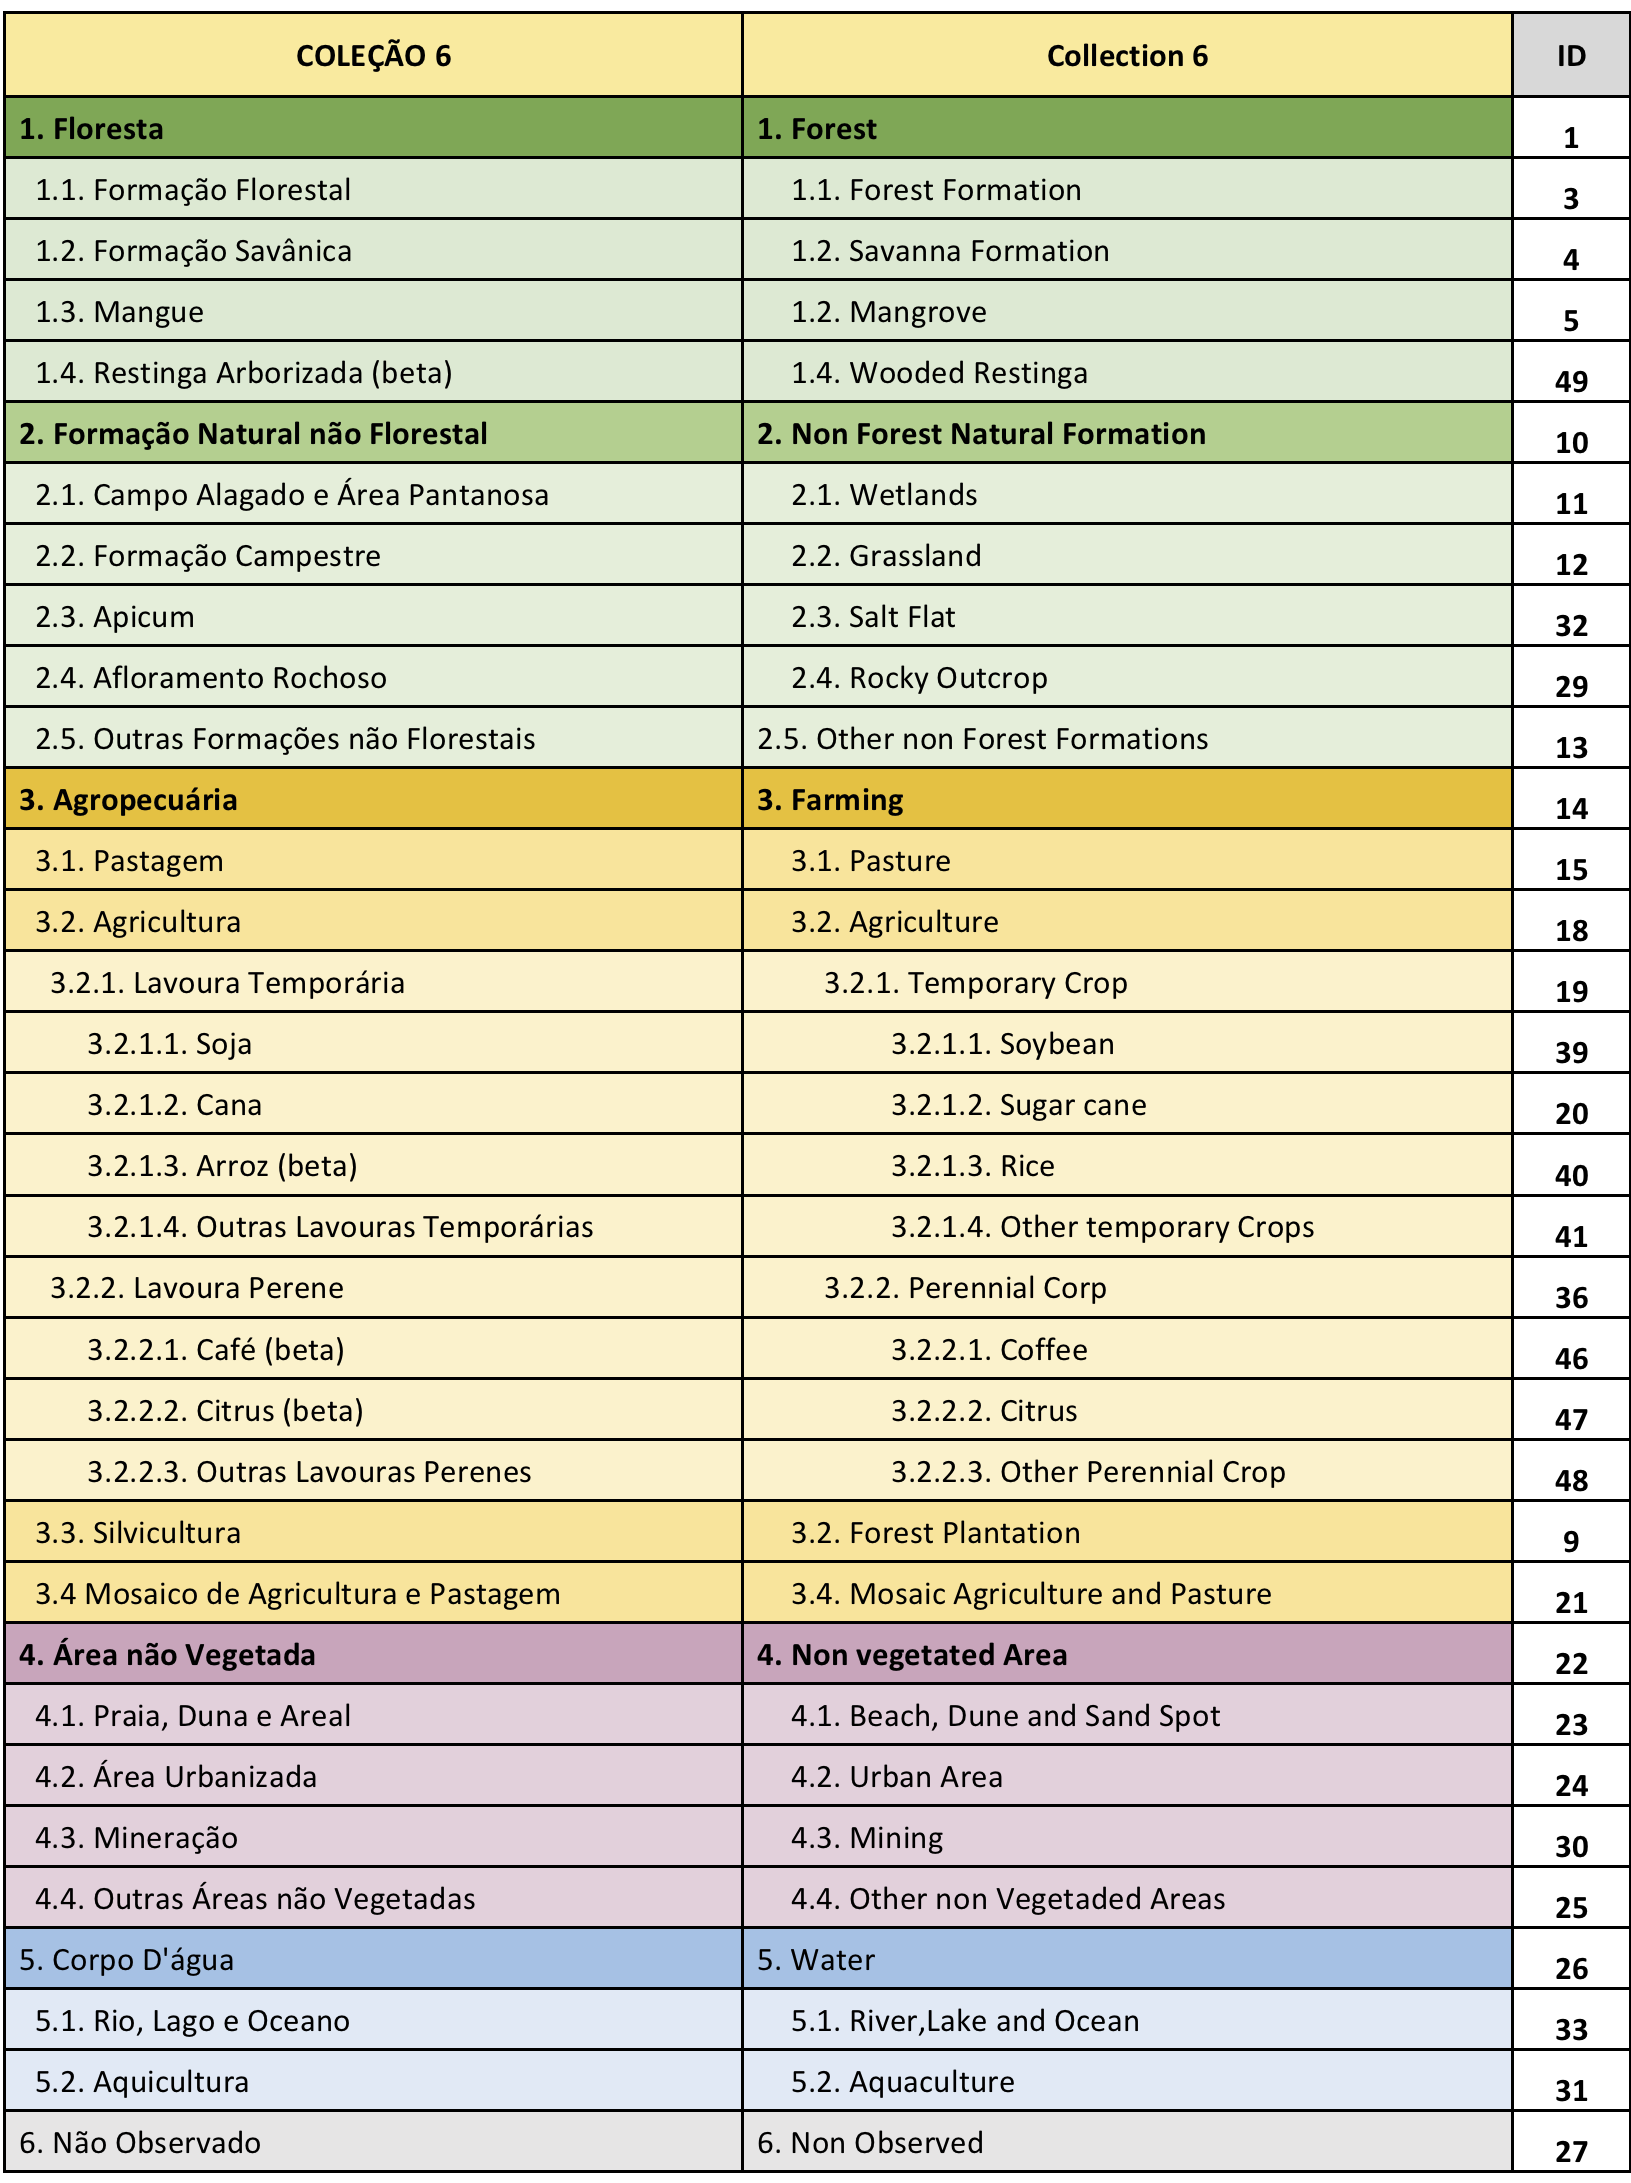 COLEÇÃO 6 Collection 6 ID
1. Floresta 1. Forest 1
1.1. Formação Florestal 1.1. Forest Formation 3
1.2. Formação Savânica 1.2. Savanna Formation 4
1.3. Mangue 1.2. Mangrove 5
1.4. Restinga Arborizada (beta) 1.4. Wooded Restinga 49
2. Formação Natural não Florestal 2. Non Forest Natural Formation 10
2.1. Campo Alagado e Área Pantanosa 2.1. Wetlands 11
2.2. Formação Campestre 2.2. Grassland 12
2.3. Apicum 2.3. Salt Flat 32
2.4. Afloramento Rochoso 2.4. Rocky Outcrop 29
2.5. Outras Formações não Florestais 2.5. Other non Forest Formations 13
3. Agropecuária 3. Farming 14
3.1. Pastagem 3.1. Pasture 15
3.2. Agricultura 3.2. Agriculture 18
3.2.1. Lavoura Temporária 3.2.1. Temporary Crop 19
3.2.1.1. Soja 3.2.1.1. Soybean 39
3.2.1.2. Cana 3.2.1.2. Sugar cane 20
3.2.1.3. Arroz (beta) 3.2.1.3. Rice 40
3.2.1.4. Outras Lavouras Temporárias 3.2.1.4. Other temporary Crops 41
3.2.2. Lavoura Perene 3.2.2. Perennial Corp 36
3.2.2.1. Café (beta) 3.2.2.1. Coffee 46
3.2.2.2. Citrus (beta) 3.2.2.2. Citrus 47
3.2.2.3. Outras Lavouras Perenes 3.2.2.3. Other Perennial Crop 48
3.3. Silvicultura 3.2. Forest Plantation 9
3.4 Mosaico de Agricultura e Pastagem 3.4. Mosaic Agriculture and Pasture 21
4. Área não Vegetada 4. Non vegetated Area 22
4.1. Praia, Duna e Areal 4.1. Beach, Dune and Sand Spot 23
4.2. Área Urbanizada 4.2. Urban Area 24
4.3. Mineração 4.3. Mining 30
4.4. Outras Áreas não Vegetadas 4.4. Other non Vegetaded Areas 25
5. Corpo D'água 5. Water 26
5.1. Rio, Lago e Oceano 5.1. River,Lake and Ocean 33
5.2. Aquicultura 5.2. Aquaculture 31
6. Não Observado 6. Non Observed 27